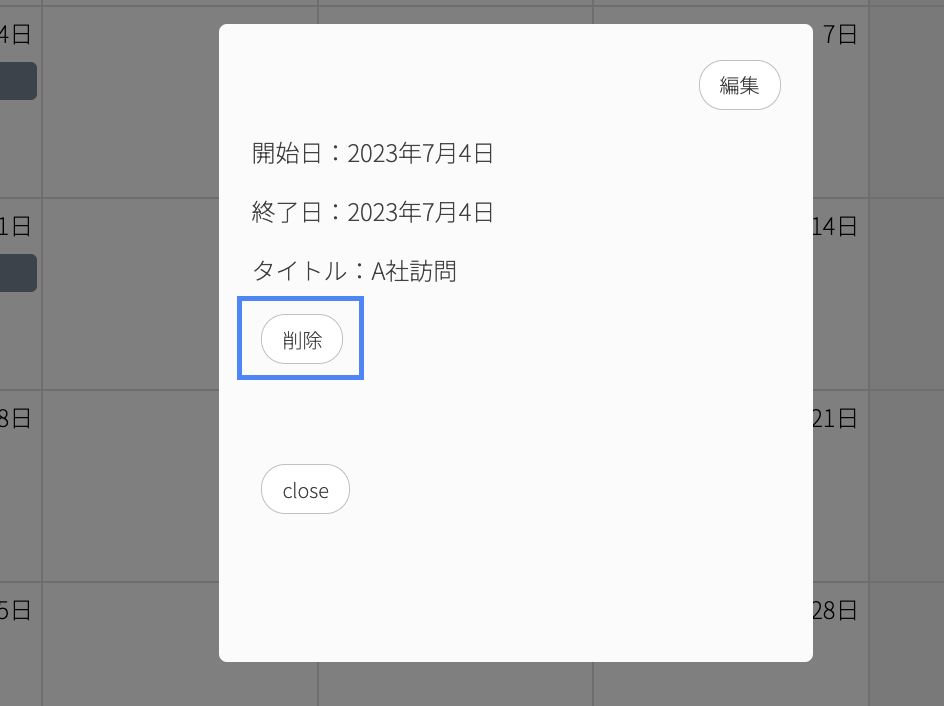 4日
7日
編集
開始日：2023年7月4日
終了日：2023年7月4日
1日
14日
タイトル：A社訪問
削除
8日
21日
close
5日
28日